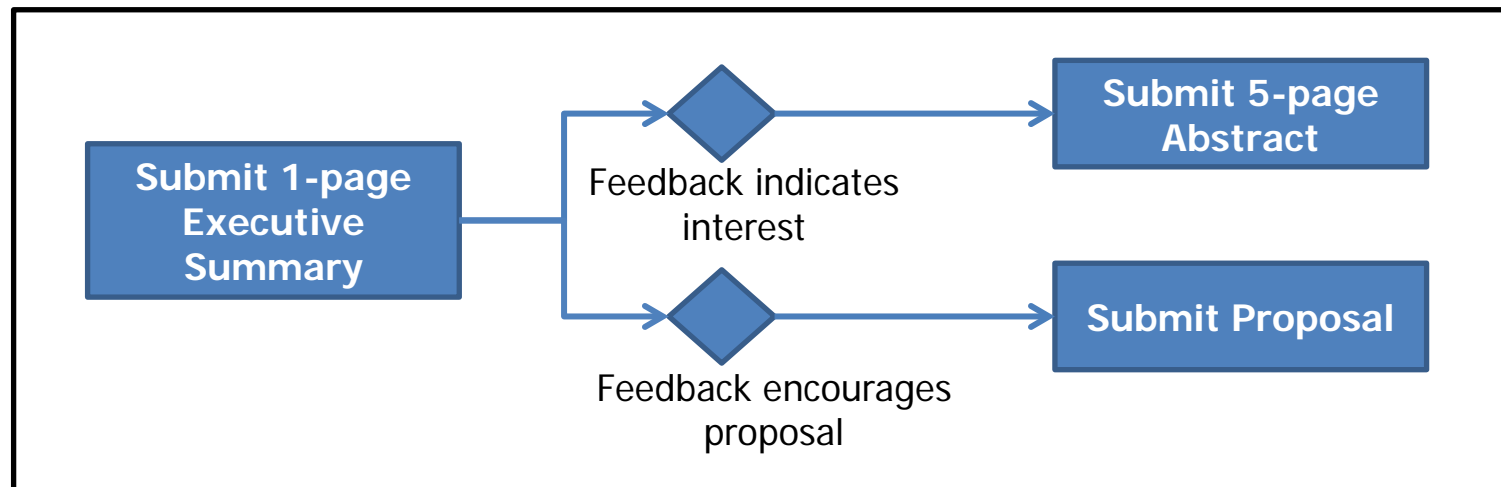 Submit 1-page
Executive
Summary
Feedback indicates
interest
Submit 5-page
Abstract
Feedback encourages
proposal
Submit Proposal